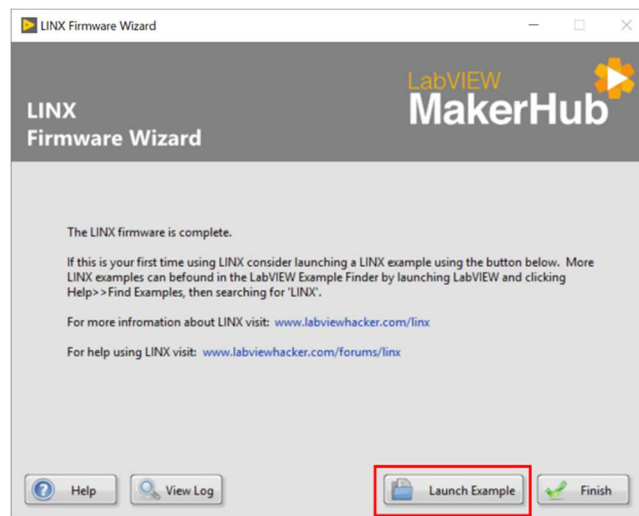 LINX Firmware Wizard
LabVIEW
MakerHub
LINX
Firmware Wizard
The LINX firmware is complete.
If this is your first time using LINX consider launching a LINX example using the button below. More
LINX examples can befound in the LabVIEW Example Finder by launching LabVIEW and clicking
Help>>Find Examples, then searching for 'LINX'.
For more infromation about LINX visit: www.labviewhacker.com/linx
For help using LINX visit: www.labviewhacker.com/forums/linx
Help
View Log
Launch Example
Finish